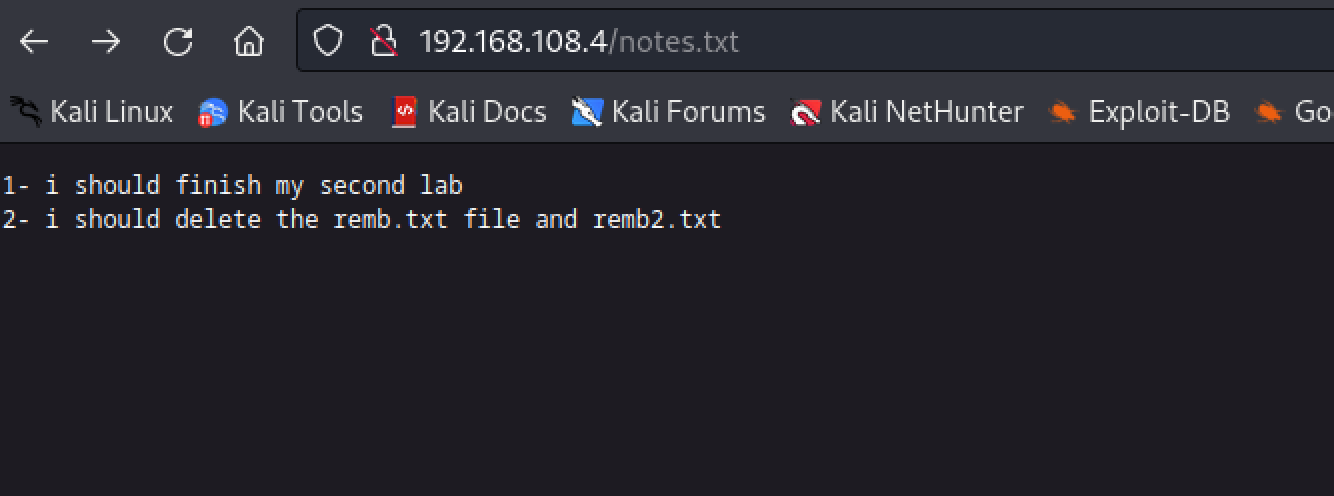 192.168.108.4/notes.txt
Kali Linux Kali Tools Kali Docs Kali Forums Kali NetHunter Exploit-DB Go
1- i should finish my second lab
2- i should delete the remb.txt file and remb2.txt